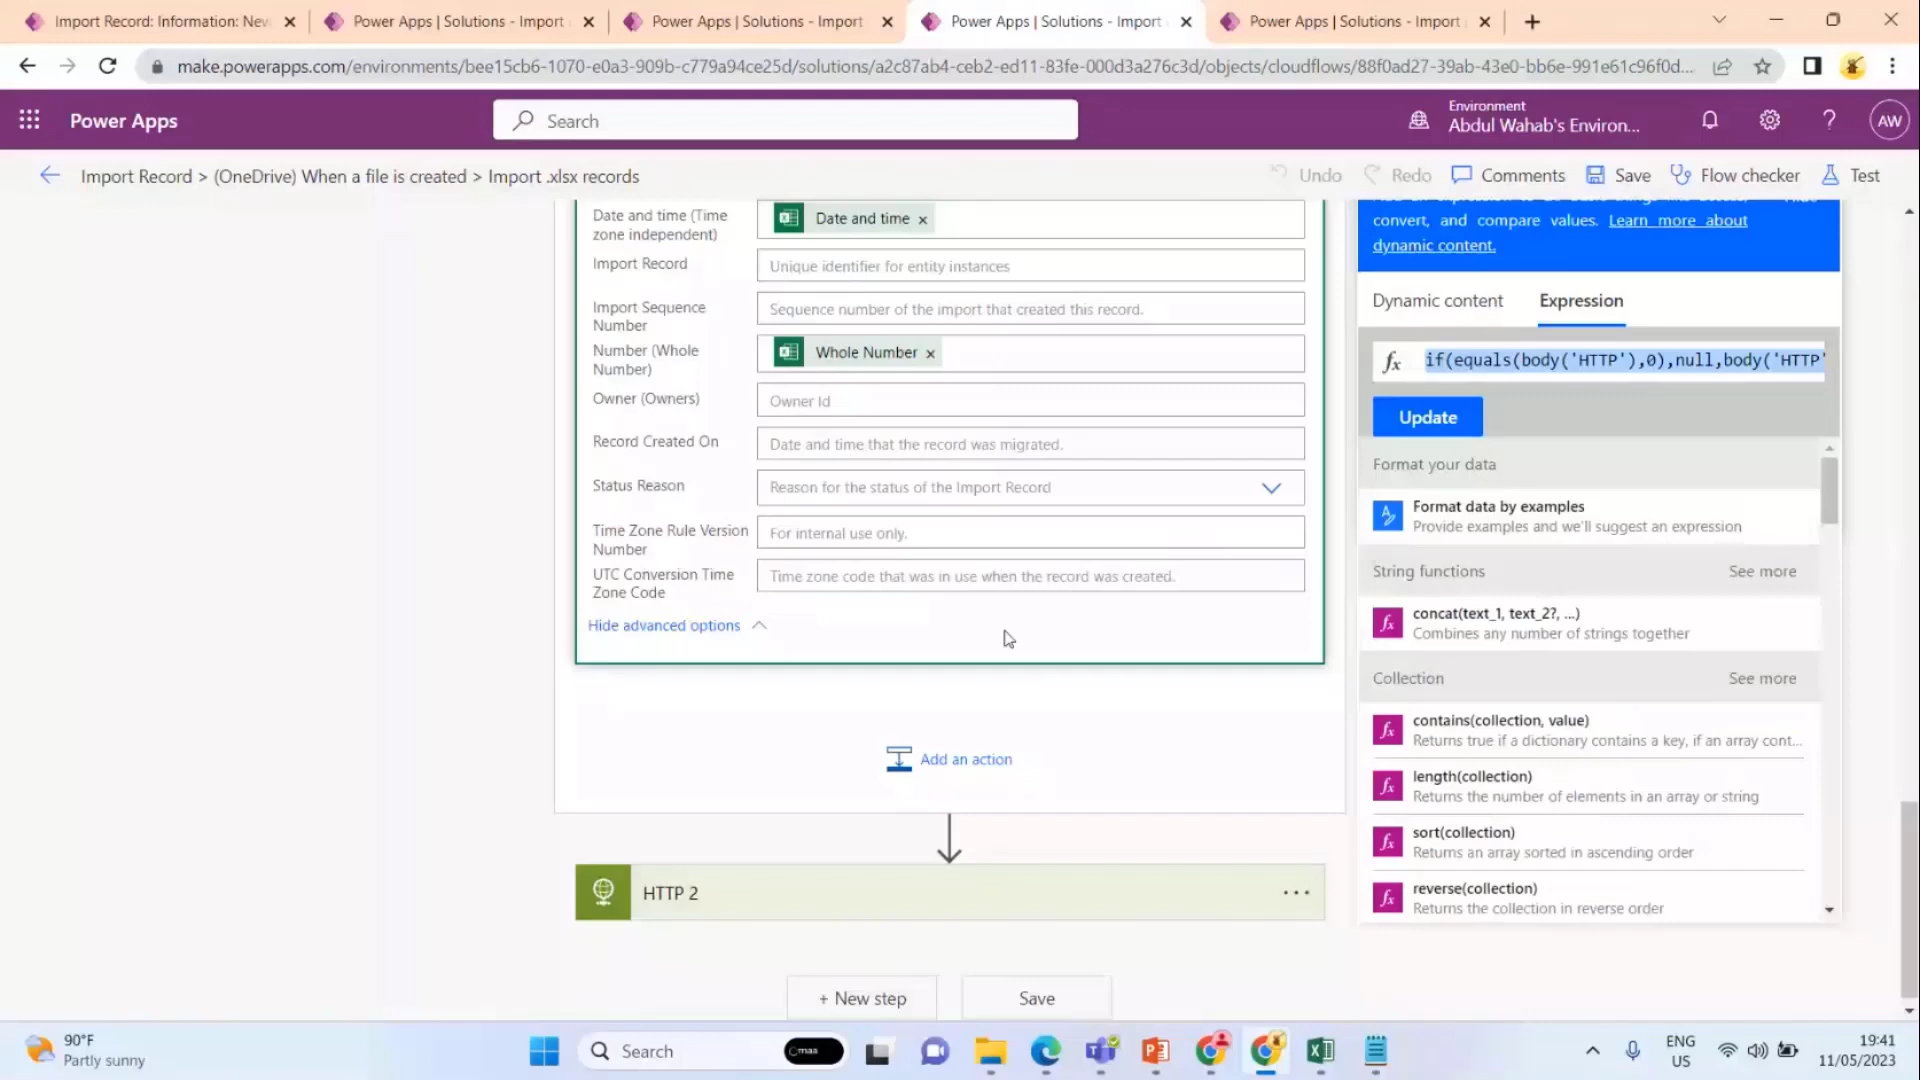 Import Record: Information: New
Power Apps | Solutions - Import
Power Apps | Solutions - Import
Power Apps | Solutions - Import
Power Apps | Solutions - Import
make.powerapps.com/environments/bee15cb6-1070-e0a3-909b-c779a94ce25d/solutions/a2c87ab4-ceb2-ed11-83fe-000d3a276c3d/objects/cloudflows/88f0ad27-39ab-43e0-bb6e-991e61c96f0d...
Power Apps
Search
Environment
Abdul Wahab's Environ...
AW
Import Record > (OneDrive) When a file is created > Import .xlsx records
Undo
Redo
Comments
Save
Flow checker
Test
Date and time (Time
zone independent)
Date and time ×
Import Record
Unique identifier for entity instances
Import Sequence
Number
Sequence number of the import that created this record.
Number (Whole
Number)
Whole Number ×
Owner (Owners)
Owner Id
Record Created On
Date and time that the record was migrated.
Status Reason
Reason for the status of the Import Record
Time Zone Rule Version
Number
For internal use only.
UTC Conversion Time
Zone Code
Time zone code that was in use when the record was created.
Hide advanced options
Add an action
HTTP 2
...
+ New step
Save
convert, and compare values. Learn more about
dynamic content.
Dynamic content
Expression
fx
if(equals(body('HTTP'),0),null,body('HTTP'
Update
Format your data
Format data by examples
Provide examples and we'll suggest an expression
String functions
See more
fx
concat(text_1, text_2?, ...)
Combines any number of strings together
Collection
See more
fx
contains(collection, value)
Returns true if a dictionary contains a key, if an array cont...
fx
length(collection)
Returns the number of elements in an array or string
fx
sort(collection)
Returns an array sorted in ascending order
fx
reverse(collection)
Returns the collection in reverse order
90°F
Partly sunny
Search
ENG
US
19:41
11/05/2023